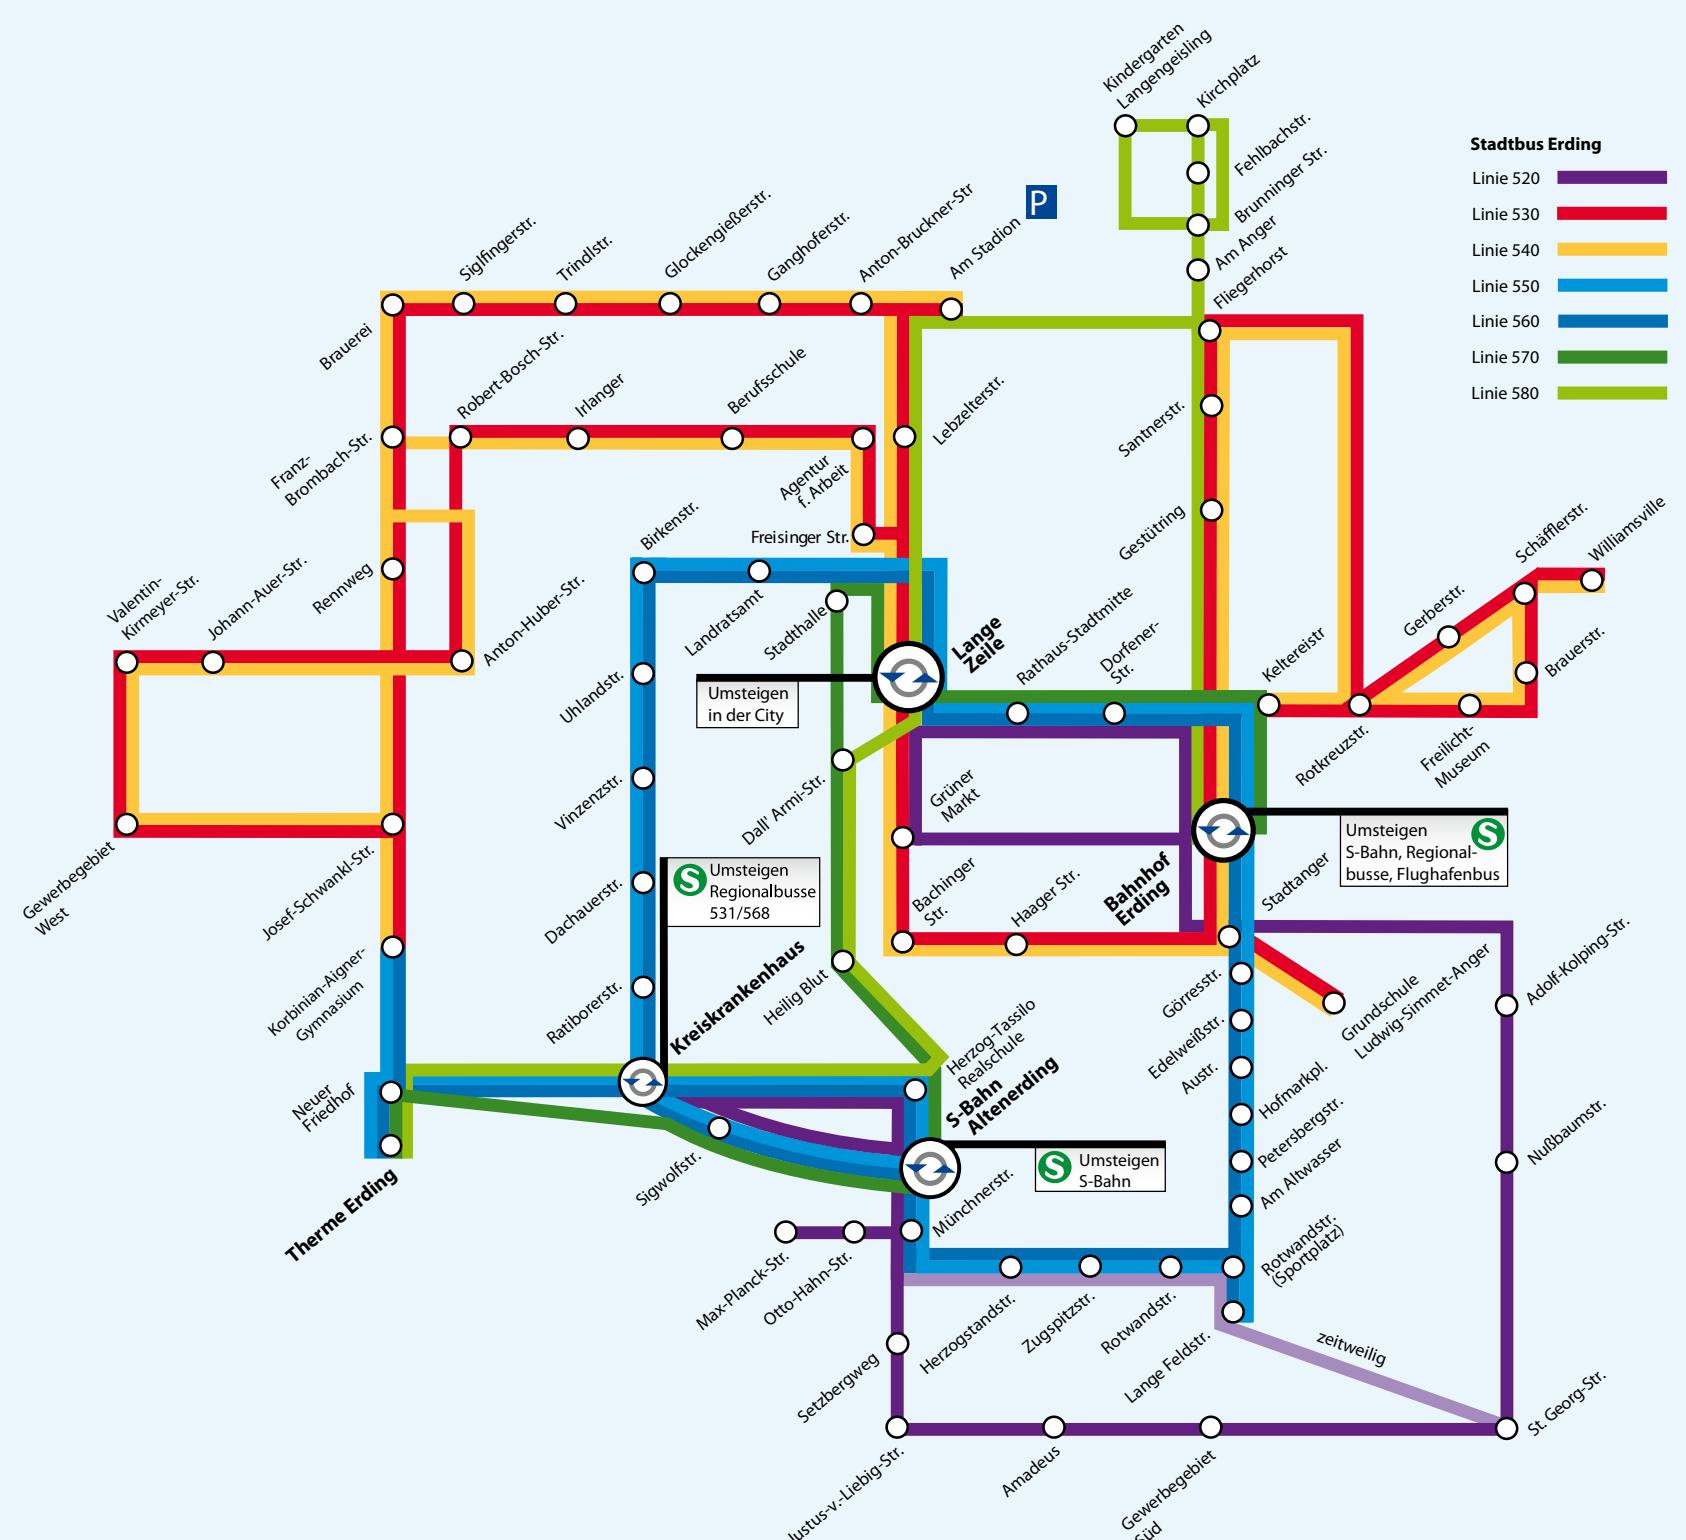 Kindergarten
Langengeisling
Kirchplatz
Fehlbachstr.
Brunninger Str.
Am Anger
Fliegerhorst
Stadtbus Erding
Linie 520
Linie 530
Linie 540
Linie 550
Linie 560
Linie 570
Linie 580
P
Siglfingerstr.
Trindlstr.
Glockengießerstr.
Ganghoferstr.
Anton-Bruckner-Str
Am Stadion
Brauerei
Robert-Bosch-Str.
Irlanger
Berufsschule
Lebzelterstr.
Santnerstr.
Franz-
Brombach-Str.
Agentur
f. Arbeit
Freisinger Str.
Birkenstr.
Gestütring
Schäfflerstr.
Williamsville
Gerberstr.
Brauerstr.
Valentin-
Kirmeyer-Str.
Johann-Auer-Str.
Rennweg
Anton-Huber-Str.
Landratsamt
Stadthalle
Lange
Zeile
Rathaus-Stadtmitte
Dorfener-
Str.
Keltereistr
Umsteigen
in der City
Uhlandstr.
Rotkreuzstr.
Freilicht-
Museum
Vinzenzstr.
Dall' Armi-Str.
Grüner
Markt
Umsteigen
S-Bahn, Regional-
busse, Flughafenbus
S
Gewerbegebiet
West
Josef-Schwankl-Str.
S
Umsteigen
Regionalbusse
531/568
Dachauerstr.
Bachinger
Str.
Haager Str.
Bahnhof
Erding
Stadtanger
Korbinian-Aigner-
Gymnasium
Ratiborerstr.
Kreiskrankenhaus
Heilig Blut
Görresstr.
Grundschule
Ludwig-Simmet-Anger
Adolf-Kolping-Str.
Herzog-Tassilo
Realschule
Edelweißstr.
Austr.
Neuer
Friedhof
S-Bahn
Altenerding
Hofmarkpl.
Petersbergstr.
Am Altwasser
Nußbaumstr.
S
Umsteigen
S-Bahn
Therme Erding
Sigwolfstr.
Münchnerstr.
Max-Planck-Str.
Otto-Hahn-Str.
Rotwandstr.
(Sportplatz)
Herzogstandstr.
Zugspitzstr.
Rotwandstr.
Lange Feldstr.
zeitweilig
Setzbergweg
St. Georg-Str.
Justus-v.-Liebig-Str.
Amadeus
Gewerbegebiet
Süd